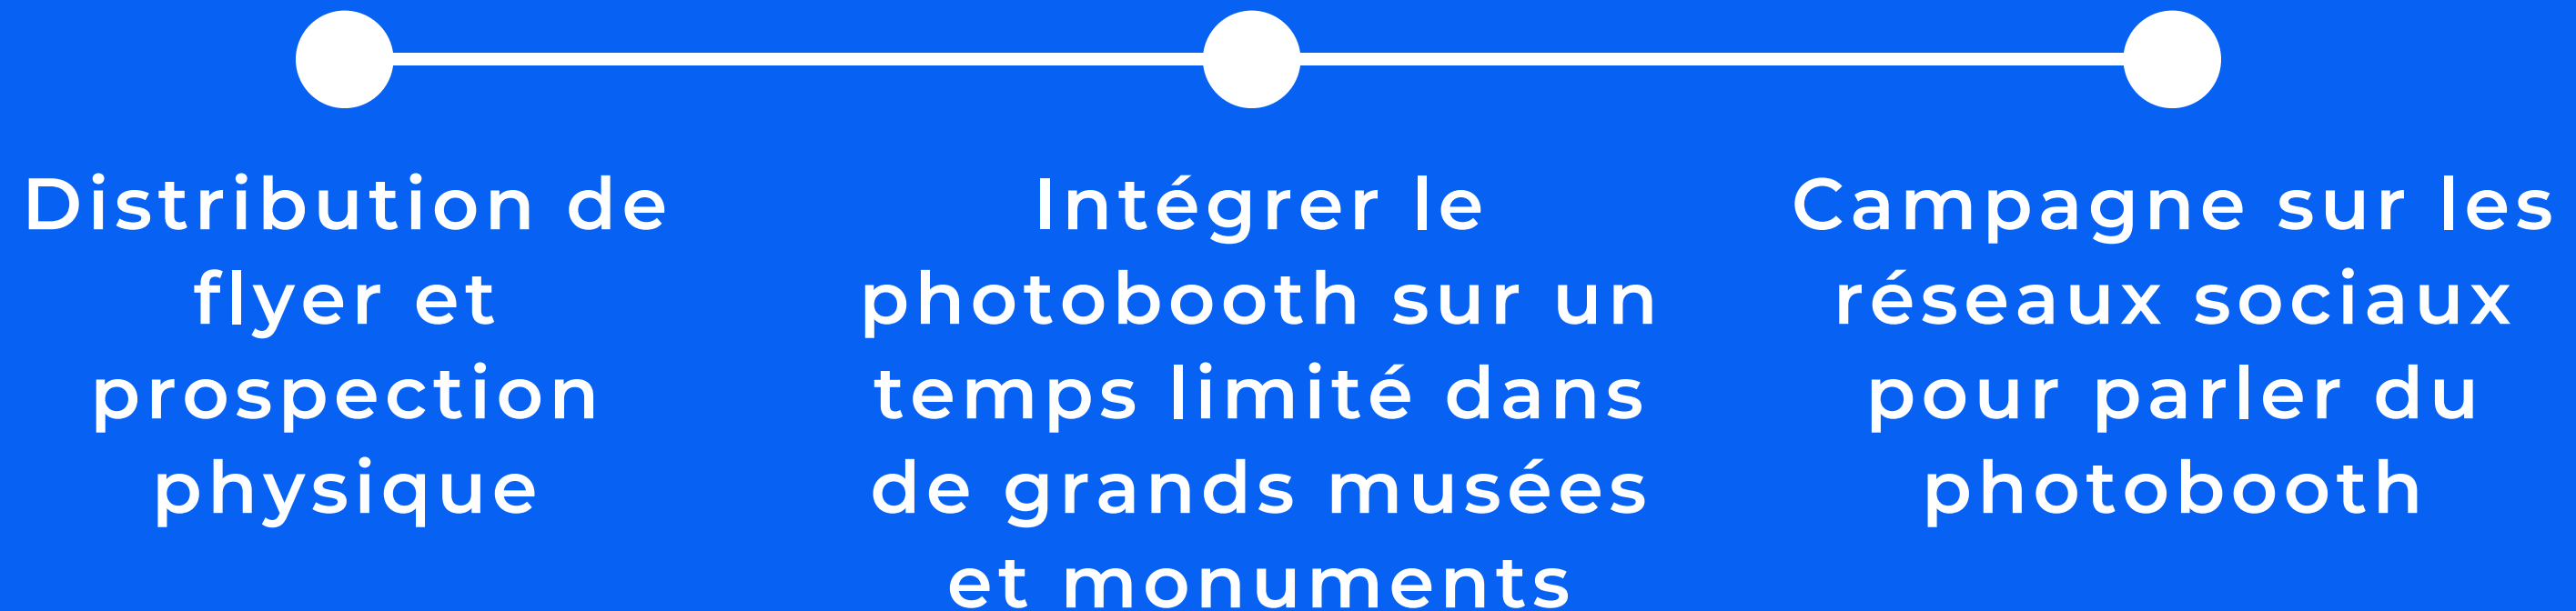 Distribution de
flyer et
prospection
physique
Intégrer le
photobooth sur un
temps limité dans
de grands musées
et monuments
Campagne sur les
réseaux sociaux
pour parler du
photobooth